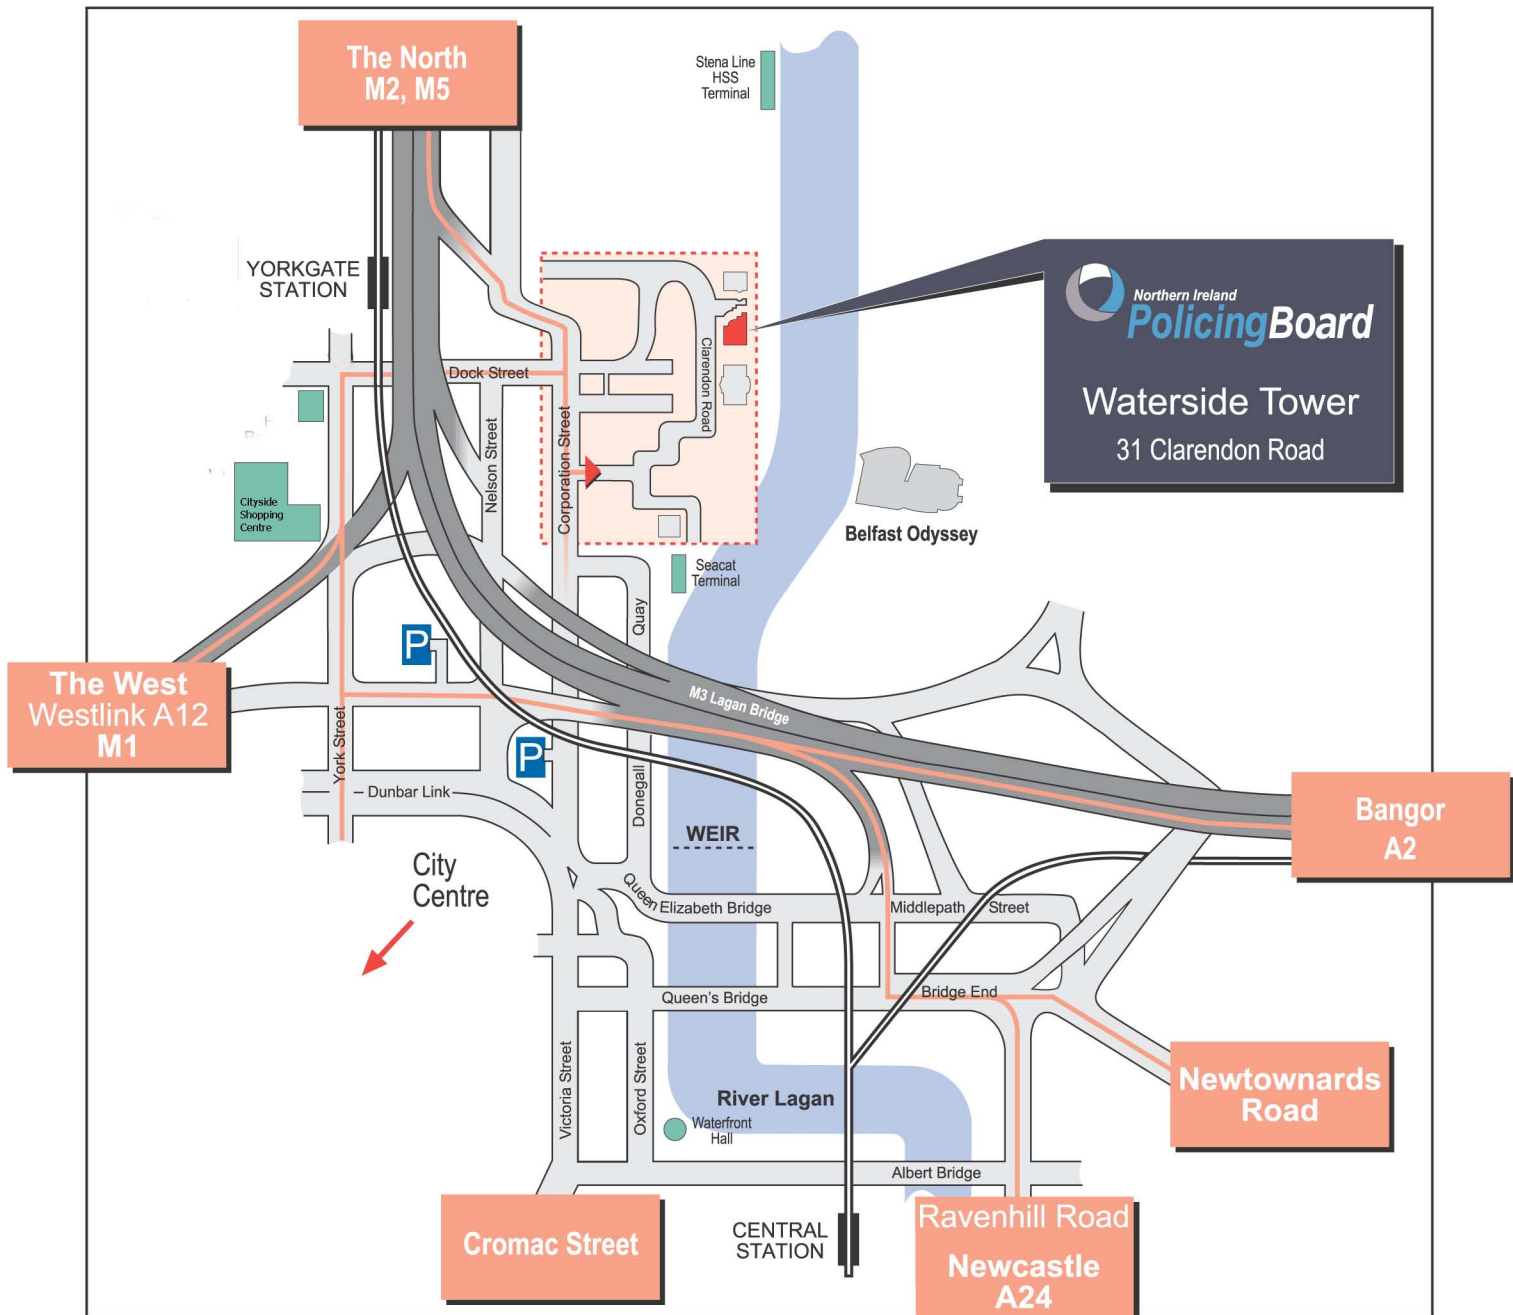 The North
M2, M5
Stena Line
HSS
Terminal
YORKGATE
STATION
Northern Ireland
PolicingBoard
Waterside Tower
31 Clarendon Road
Dock Street
Clarendon Road
Nelson Street
Corporation Street
Cityside
Shopping
Centre
Belfast Odyssey
Seacat
Terminal
Quay
P
The West
Westlink A12
M1
M3 Lagan Bridge
York Street
P
Donegall
Dunbar Link
Bangor
A2
WEIR
City
Centre
Queen
Elizabeth Bridge
Middlepath Street
Queen's Bridge
Bridge End
Victoria Street
Oxford Street
River Lagan
Newtownards
Road
Waterfront
Hall
Albert Bridge
Cromac Street
CENTRAL
STATION
Ravenhill Road
Newcastle
A24